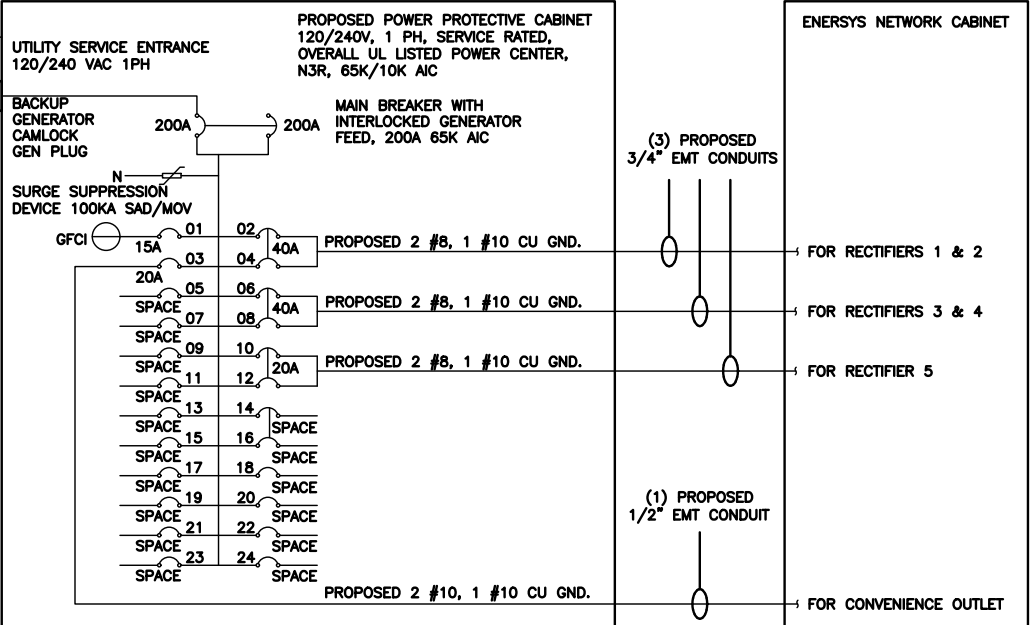 PROPOSED POWER PROTECTIVE CABINET
120/240V, 1 PH, SERVICE RATED,
OVERALL UL LISTED POWER CENTER,
N3R, 65K/10K AIC
ENERSYS NETWORK CABINET
UTILITY SERVICE ENTRANCE
120/240 VAC 1PH
BACKUP
GENERATOR
CAMLOCK
GEN PLUG
200A
200A
MAIN BREAKER WITH
INTERLOCKED GENERATOR
FEED, 200A 65K AIC
(3) PROPOSED
3/4" EMT CONDUITS
N
SURGE SUPPRESSION
DEVICE 100KA SAD/MOV
GFCI
15A
01
02
40A
PROPOSED 2 #8, 1 #10 CU GND.
FOR RECTIFIERS 1 & 2
20A
03
04
SPACE
05
06
40A
PROPOSED 2 #8, 1 #10 CU GND.
FOR RECTIFIERS 3 & 4
SPACE
07
08
SPACE
09
10
20A
PROPOSED 2 #8, 1 #10 CU GND.
FOR RECTIFIER 5
SPACE
11
12
SPACE
13
14
SPACE
SPACE
15
16
SPACE
SPACE
17
18
SPACE
SPACE
19
20
SPACE
SPACE
21
22
SPACE
SPACE
23
24
SPACE
(1) PROPOSED
1/2" EMT CONDUIT
PROPOSED 2 #10, 1 #10 CU GND.
FOR CONVENIENCE OUTLET